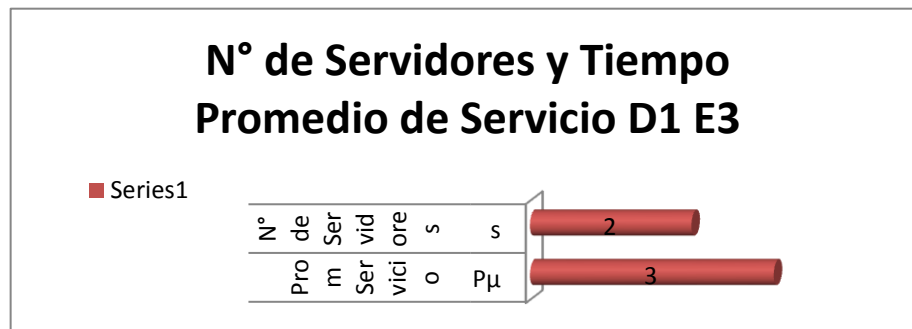 N° de Servidores y Tiempo
Promedio de Servicio D1 E3
Series1
N°
de
Ser
vid
ore
s
s
2
Pro
m
Ser
vici
o
Pµ
3